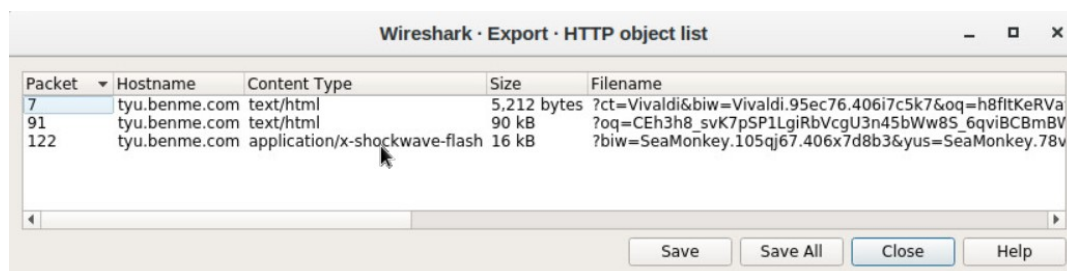 Wireshark · Export · HTTP object list
Packet Hostname Content Type Size Filename
7 tyu.benme.com text/html 5,212 bytes ?ct=Vivaldi&biw=Vivaldi.95ec76.406i7c5k7&oq=h8fItKeRVa
91 tyu.benme.com text/html 90 kB ?oq=CEh3h8_svK7pSP1LgiRbVcgU3n45bWw8S_6qviBCBmBV
122 tyu.benme.com application/x-shockwave-flash 16 kB ?biw=SeaMonkey.105qj67.406x7d8b3&yus=SeaMonkey.78v
Save Save All Close Help